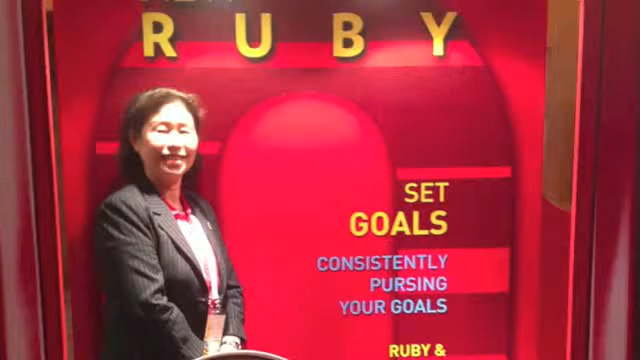 RUBY
SET
GOALS
CONSISTENTLY
PURSING
YOUR GOALS
RUBY &